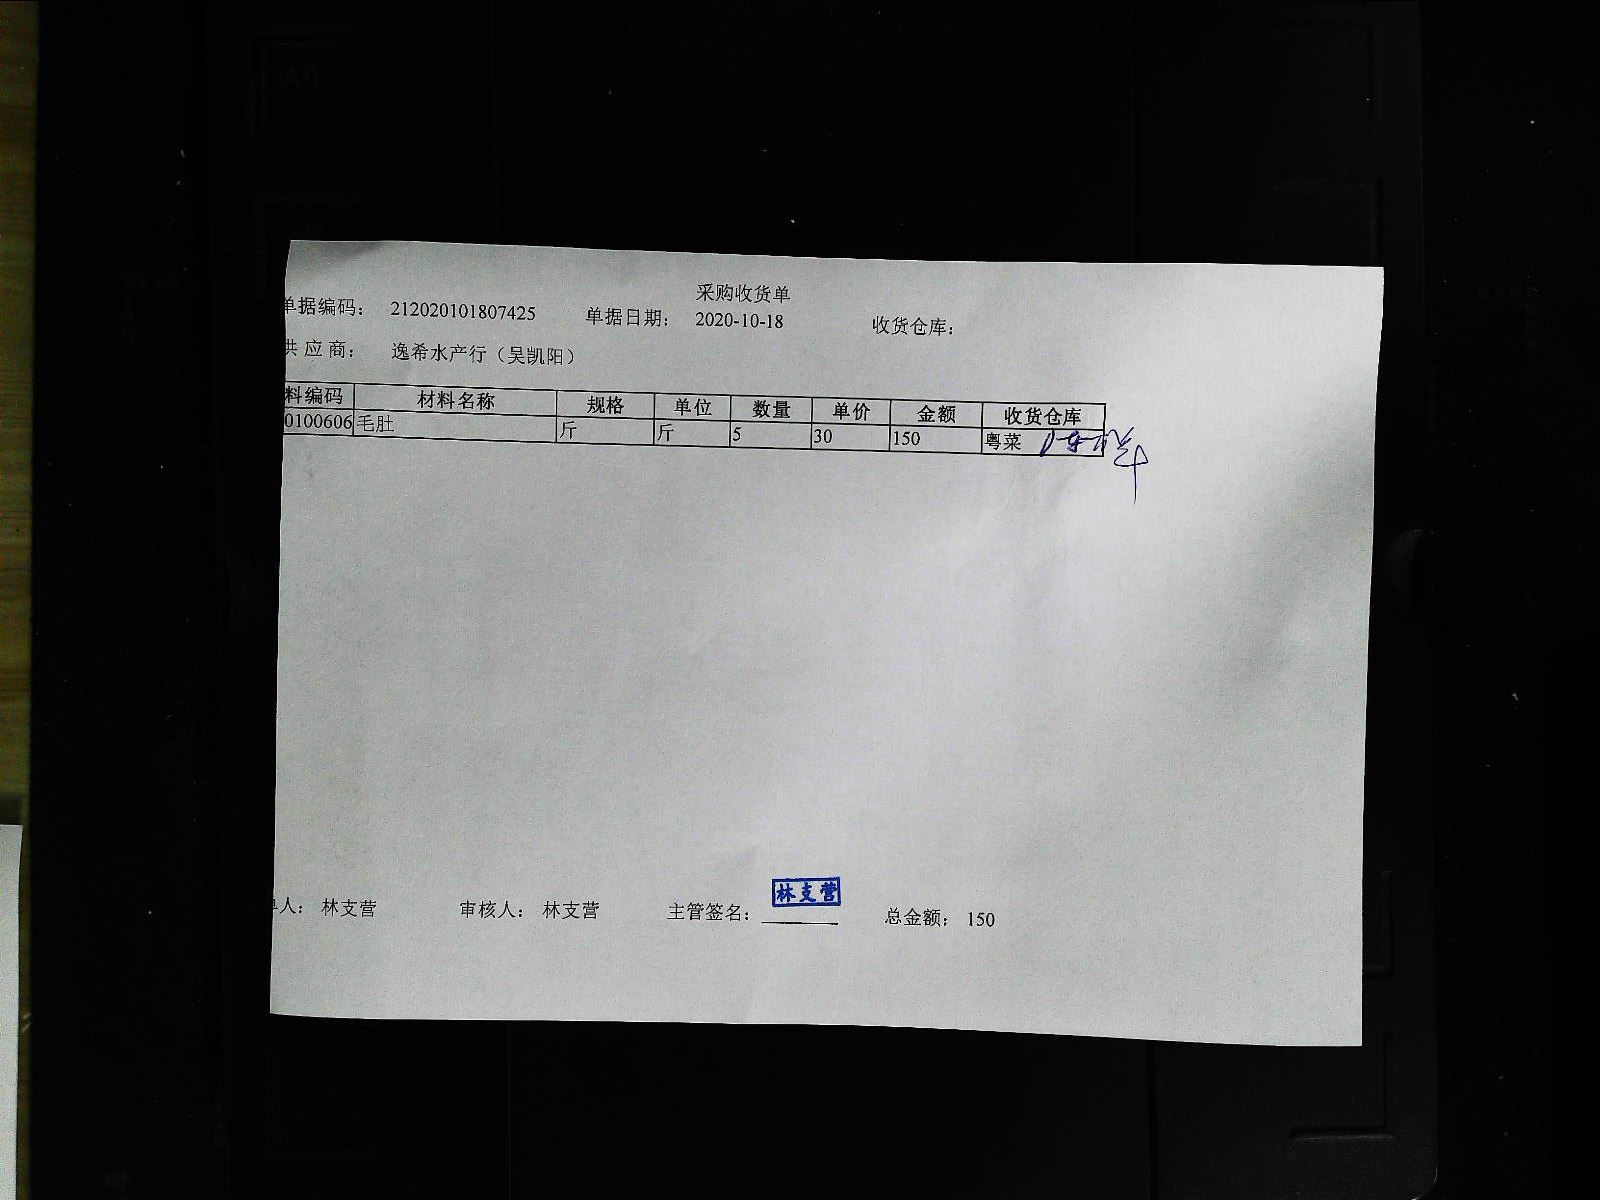 采购收货单
单据编码： 212020101807425 单据日期： 2020-10-18 收货仓库：
供应商： 逸希水产行（吴凯阳）
料编码 材料名称 规格 单位 数量 单价 金额 收货仓库
0100606 毛肚 斤 斤 5 30 150 粤菜
林支营
单人： 林支营 审核人： 林支营 主管签名： 总金额： 150